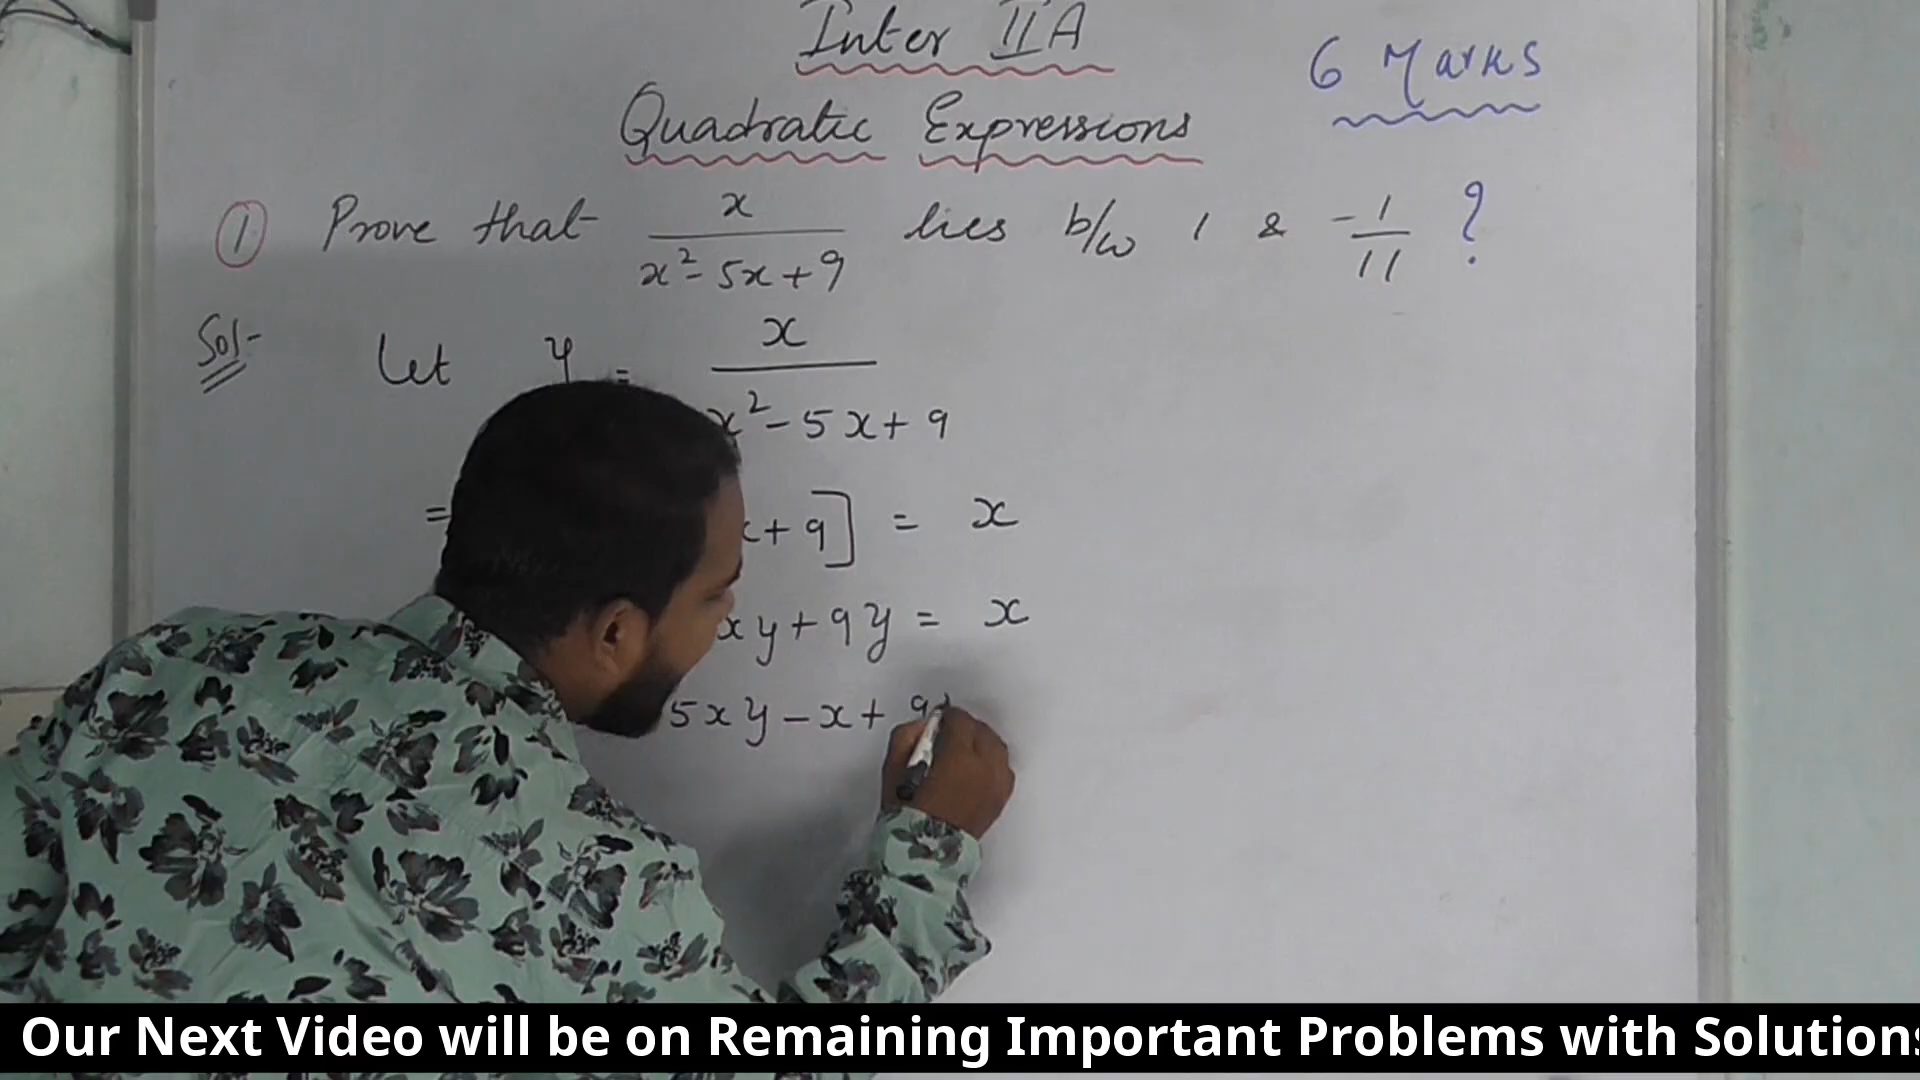 Inter IIA
6 Marks
Quadratic Expressions
① Prove that x / x² - 5x + 9 lies b/w 1 & -1/11 ?
Sol- Let y = x / x² - 5x + 9
= x + 9] = x
xy + 9y = x
5xy - x + 9
Our Next Video will be on Remaining Important Problems with Solutions